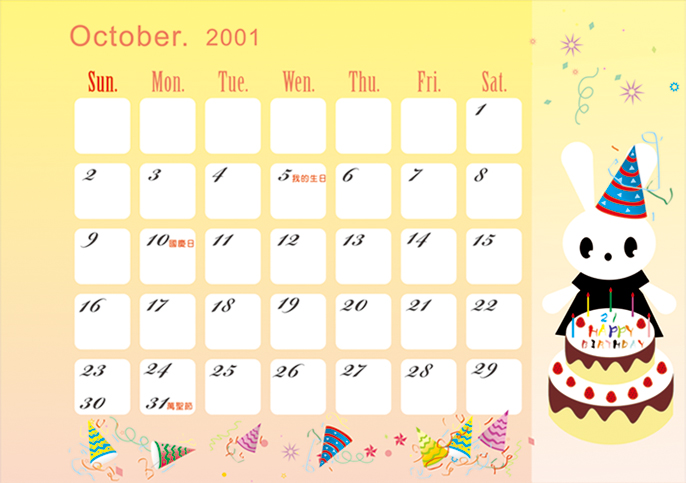 October. 2001
Sun. Mon. Tue. Wen. Thu. Fri. Sat.
1
2 3 4 5 我的生日 6 7 8
9 10 國慶日 11 12 13 14 15
16 17 18 19 20 21 22
23 24 25 26 27 28 29
30 31 萬聖節
21
HAPPY
BIRTHDAY